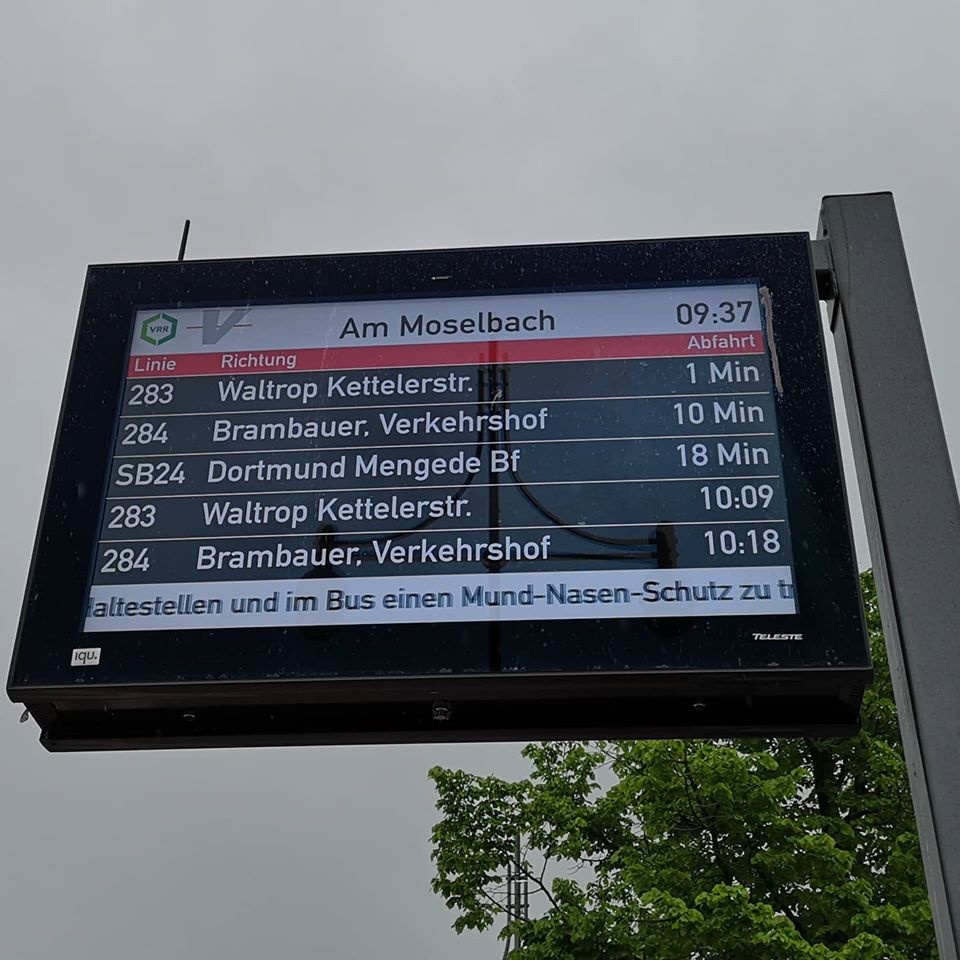 VRR V Am Moselbach 09:37
Linie Richtung Abfahrt
283 Waltrop Kettelerstr. 1 Min
284 Brambauer, Verkehrshof 10 Min
SB24 Dortmund Mengede Bf 18 Min
283 Waltrop Kettelerstr. 10:09
284 Brambauer, Verkehrshof 10:18
altestellen und im Bus einen Mund-Nasen-Schutz zu t
TELESTE
iqu.